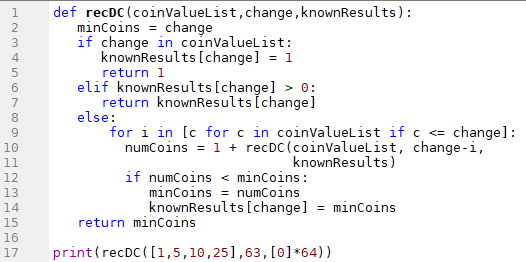 1 def recDC(coinValueList,change,knownResults):
2    minCoins = change
3    if change in coinValueList:
4       knownResults[change] = 1
5       return 1
6    elif knownResults[change] > 0:
7       return knownResults[change]
8    else:
9        for i in [c for c in coinValueList if c <= change]:
10          numCoins = 1 + recDC(coinValueList, change-i,
11                               knownResults)
12          if numCoins < minCoins:
13             minCoins = numCoins
14             knownResults[change] = minCoins
15    return minCoins
16
17 print(recDC([1,5,10,25],63,[0]*64))